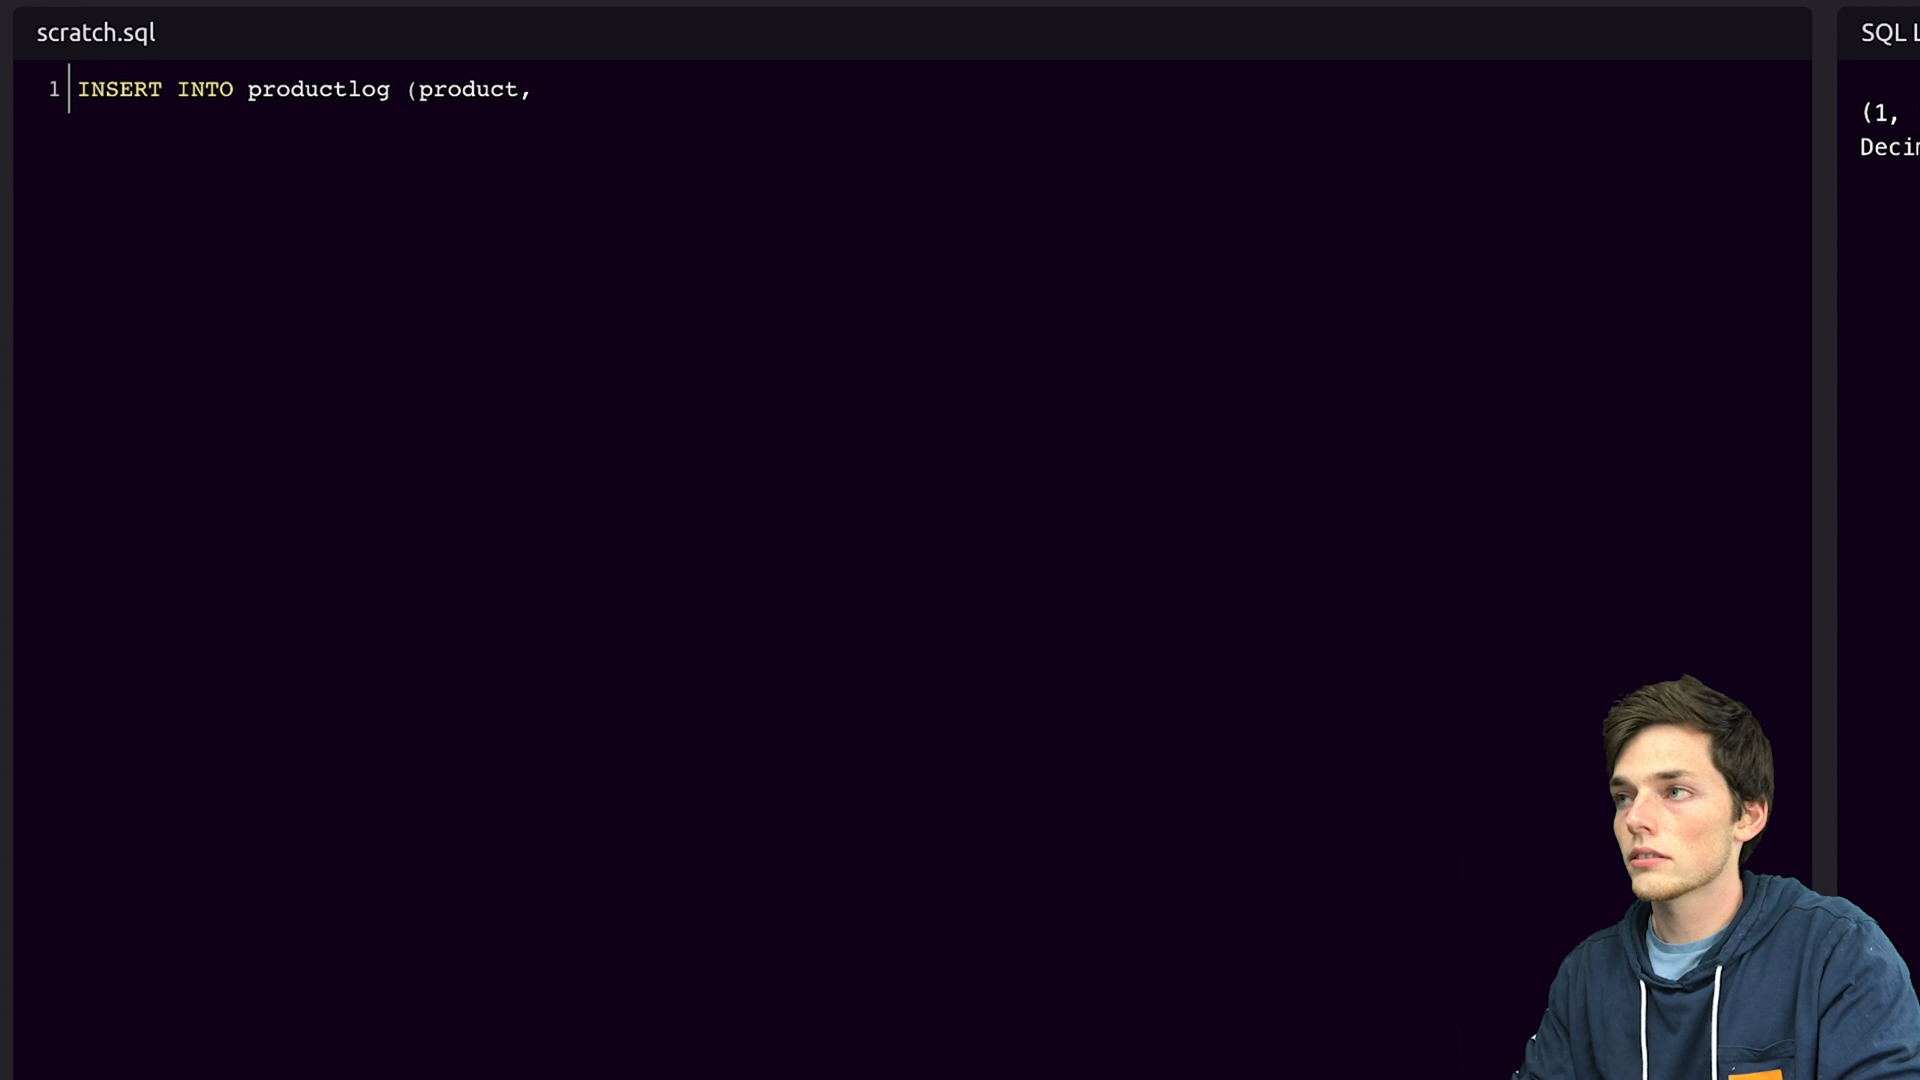 scratch.sql
1 INSERT INTO productlog (product,
SQL
(1,